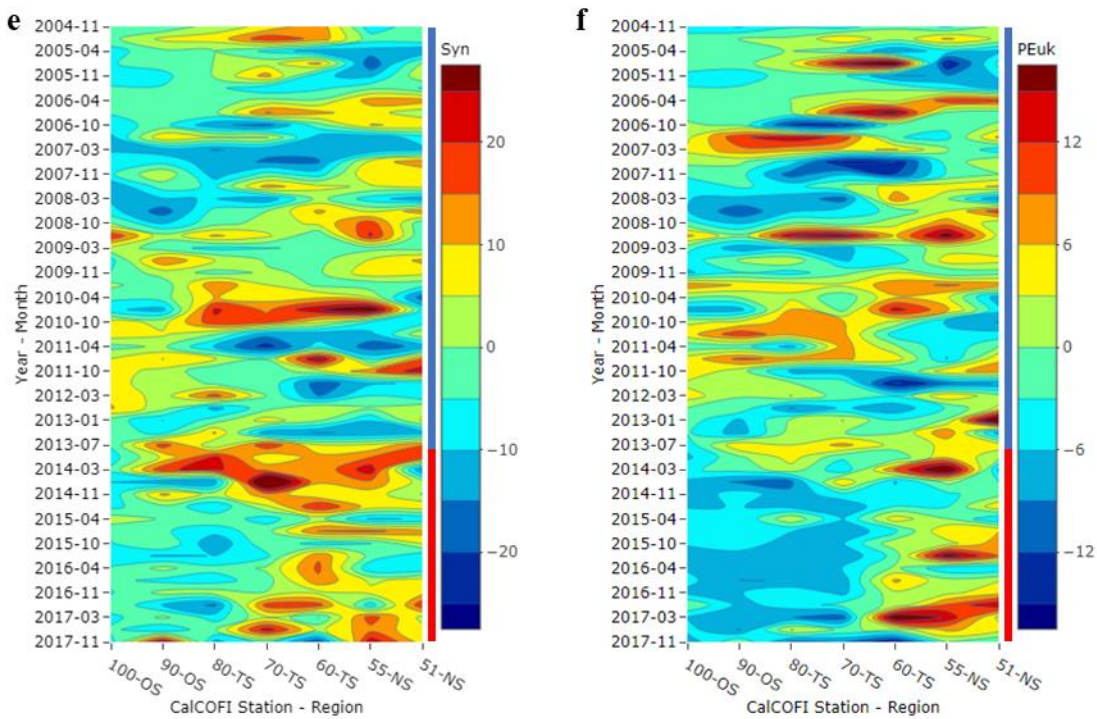 e
Syn
2004-11
2005-04
2005-11
2006-04
2006-10
2007-03
2007-11
2008-03
2008-10
2009-03
2009-11
2010-04
2010-10
2011-04
2011-10
2012-03
2013-01
2013-07
2014-03
2014-11
2015-04
2015-10
2016-04
2016-11
2017-03
2017-11
Year - Month
20
10
0
−10
−20
100-OS
90-OS
80-TS
70-TS
60-TS
55-NS
51-NS
CalCOFI Station - Region
f
PEuk
2004-11
2005-04
2005-11
2006-04
2006-10
2007-03
2007-11
2008-03
2008-10
2009-03
2009-11
2010-04
2010-10
2011-04
2011-10
2012-03
2013-01
2013-07
2014-03
2014-11
2015-04
2015-10
2016-04
2016-11
2017-03
2017-11
Year - Month
12
6
0
−6
−12
100-OS
90-OS
80-TS
70-TS
60-TS
55-NS
51-NS
CalCOFI Station - Region